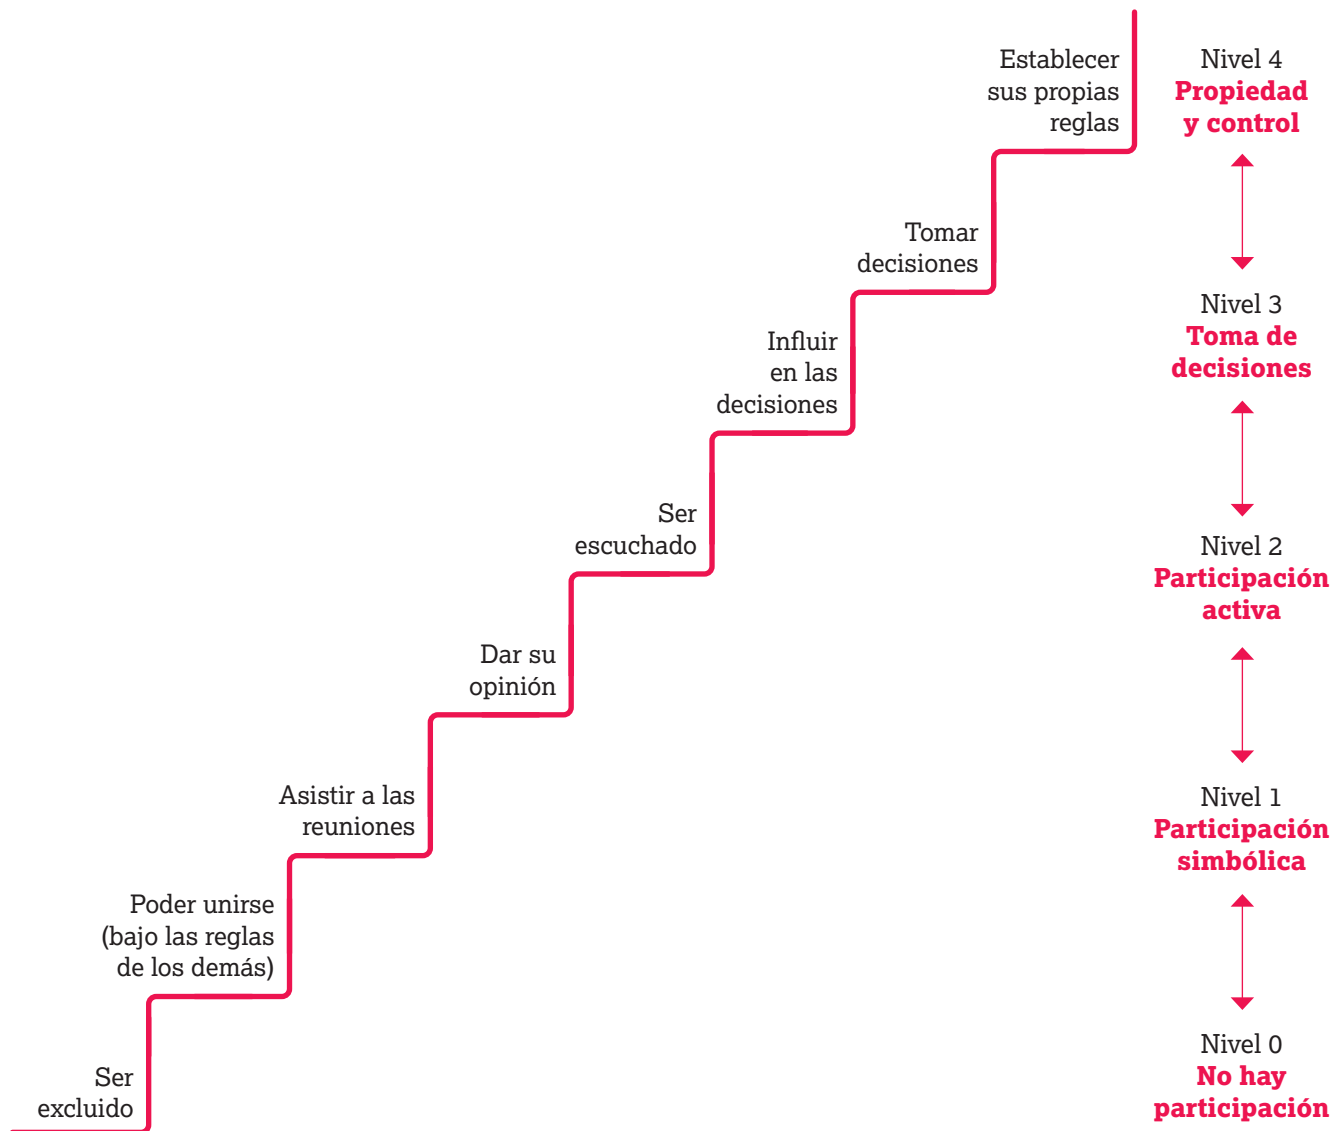 Establecer
sus propias
reglas
Nivel 4
Propiedad
y control
Tomar
decisiones
Nivel 3
Toma de
decisiones
Influir
en las
decisiones
Ser
escuchado
Nivel 2
Participación
activa
Dar su
opinión
Asistir a las
reuniones
Nivel 1
Participación
simbólica
Poder unirse
(bajo las reglas
de los demás)
Ser
excluido
Nivel 0
No hay
participación